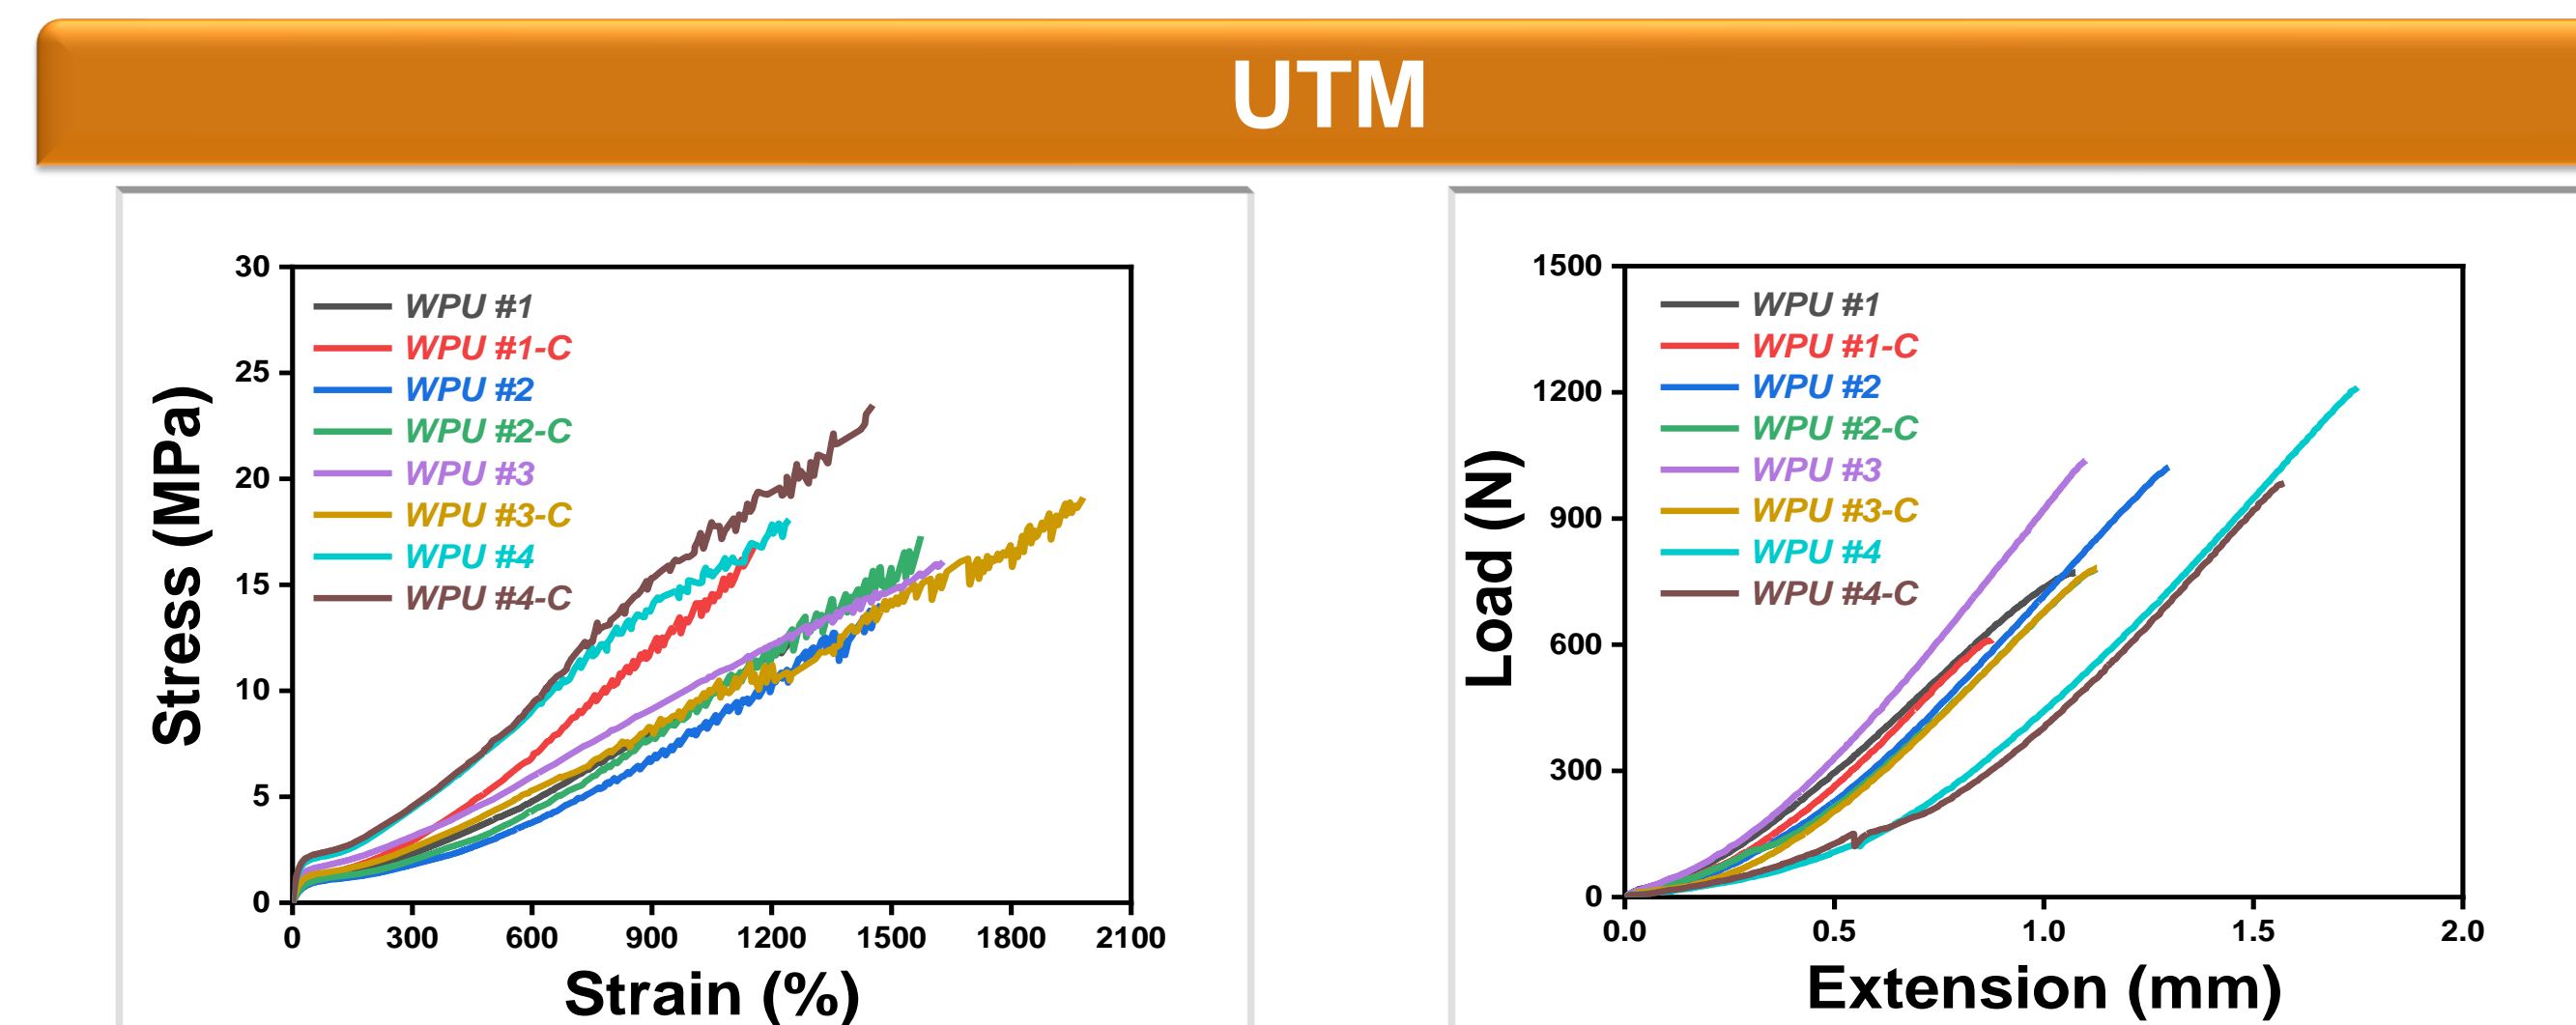 UTM
Stress (MPa)
30
25
20
15
10
5
0
WPU #1
WPU #1-C
WPU #2
WPU #2-C
WPU #3
WPU #3-C
WPU #4
WPU #4-C
0 300 600 900 1200 1500 1800 2100
Strain (%)
Load (N)
1500
1200
900
600
300
0
WPU #1
WPU #1-C
WPU #2
WPU #2-C
WPU #3
WPU #3-C
WPU #4
WPU #4-C
0.0 0.5 1.0 1.5 2.0
Extension (mm)